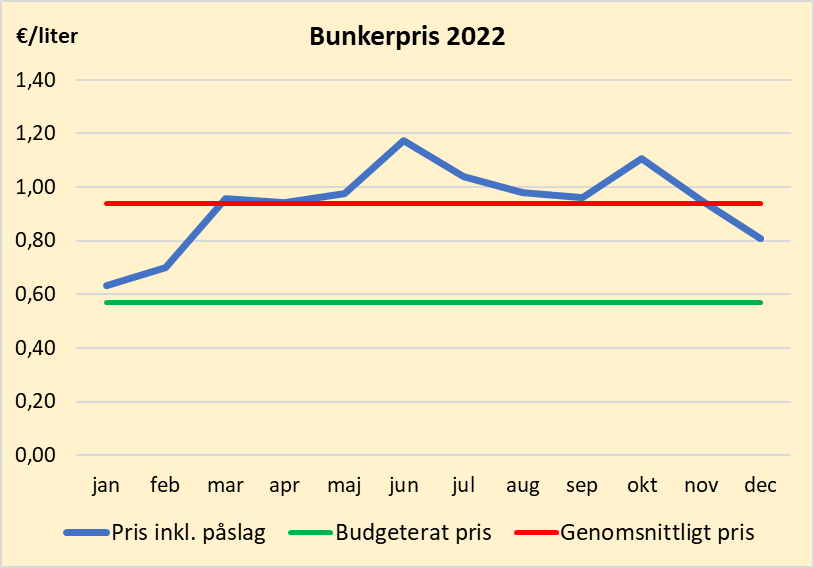 €/liter
Bunkerpris 2022
1,40
1,20
1,00
0,80
0,60
0,40
0,20
0,00
jan feb mar apr maj jun jul aug sep okt nov dec
Pris inkl. påslag Budgeterat pris Genomsnittligt pris